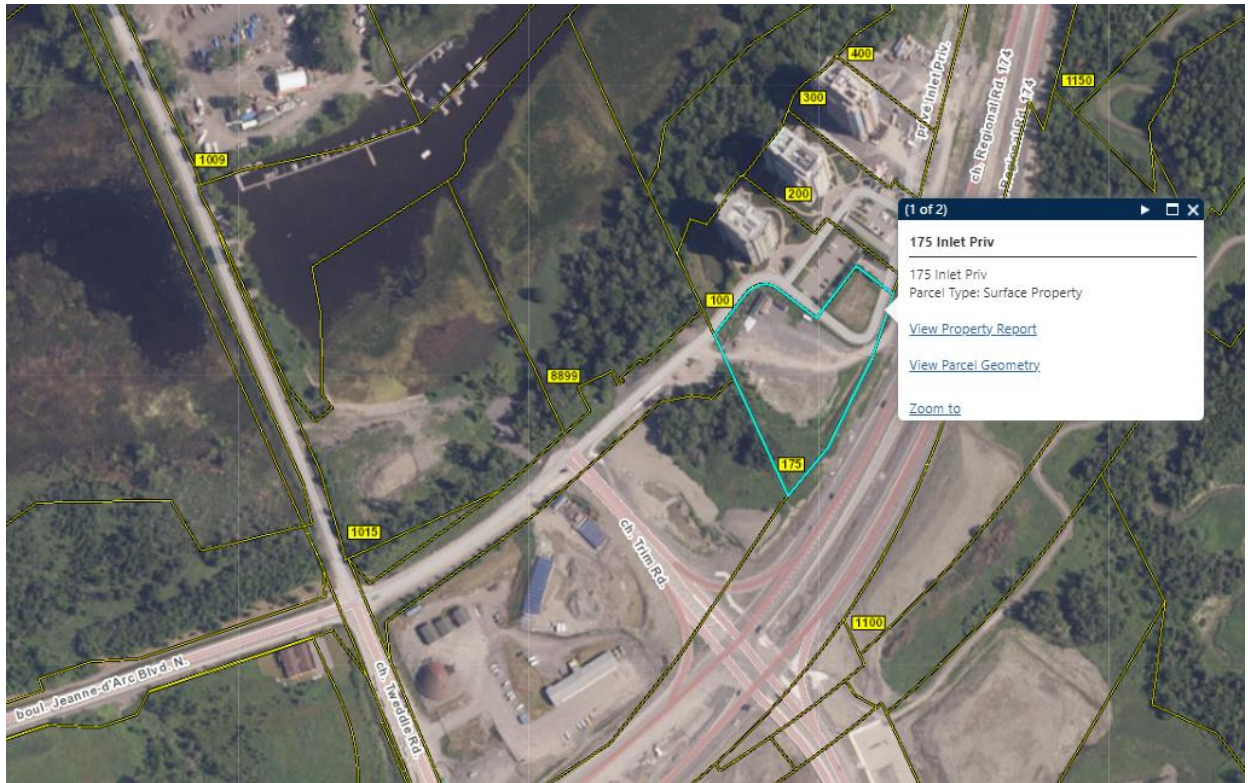 400
300
1150
Privé Inlet Priv.
ch. Regional Rd. 174
Regional Rd. 174
1009
200
(1 of 2)
175 Inlet Priv
175 Inlet Priv
Parcel Type: Surface Property
View Property Report
View Parcel Geometry
Zoom to
100
8899
175
1015
ch. Trim Rd.
1100
boul. Jeanne-d'Arc Blvd. N.
ch. Tweddle Rd.